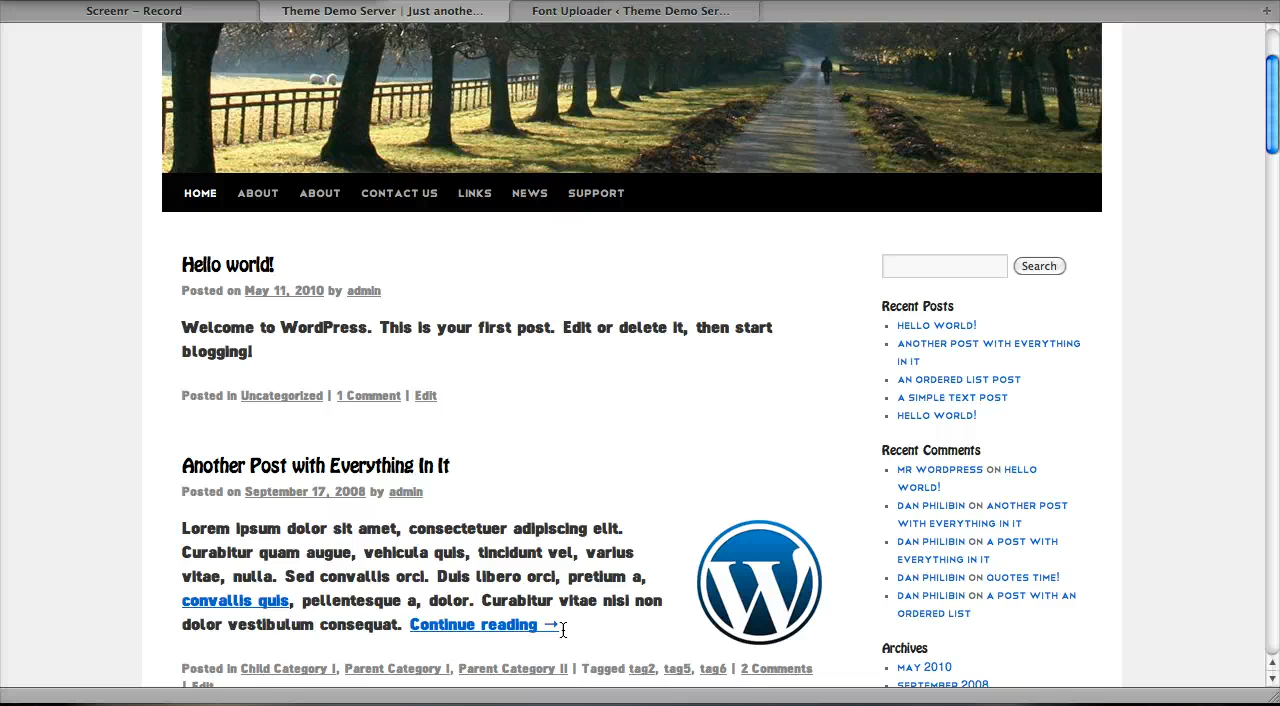 Screenr - Record
Theme Demo Server | Just anothe...
Font Uploader ‹ Theme Demo Ser...
HOME ABOUT ABOUT CONTACT US LINKS NEWS SUPPORT
Hello world!
Posted on May 11, 2010 by admin
Welcome to WordPress. This is your first post. Edit or delete it, then start
blogging!
Posted in Uncategorized | 1 Comment | Edit
Another Post with Everything In It
Posted on September 17, 2008 by admin
Lorem ipsum dolor sit amet, consectetuer adipiscing elit.
Curabitur quam augue, vehicula quis, tincidunt vel, varius
vitae, nulla. Sed convallis orci. Duis libero orci, pretium a,
convallis quis, pellentesque a, dolor. Curabitur vitae nisi non
dolor vestibulum consequat. Continue reading →
Posted in Child Category I, Parent Category I, Parent Category II | Tagged tag2, tag5, tag6 | 2 Comments
| Edit
Search
Recent Posts
HELLO WORLD!
ANOTHER POST WITH EVERYTHING
IN IT
AN ORDERED LIST POST
A SIMPLE TEXT POST
HELLO WORLD!
Recent Comments
MR WORDPRESS ON HELLO
WORLD!
DAN PHILIBIN ON ANOTHER POST
WITH EVERYTHING IN IT
DAN PHILIBIN ON A POST WITH
EVERYTHING IN IT
DAN PHILIBIN ON QUOTES TIME!
DAN PHILIBIN ON A POST WITH AN
ORDERED LIST
Archives
MAY 2010
SEPTEMBER 2008